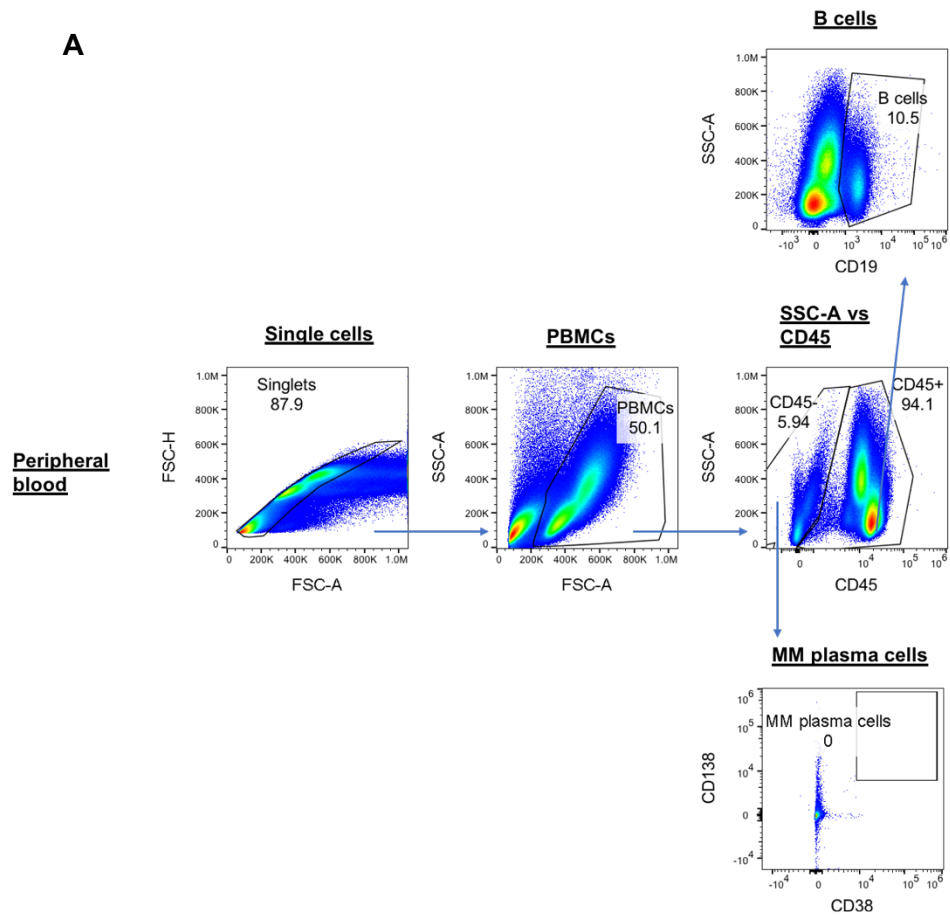 A
B cells
1.0M
800K
600K
400K
200K
0
SSC-A
B cells
10.5
-10³ 0 10³ 10⁴ 10⁵ 10⁶
CD19
Peripheral
blood
Single cells
1.0M
800K
600K
400K
200K
0
FSC-H
Singlets
87.9
0 200K 400K 600K 800K 1.0M
FSC-A
PBMCs
1.0M
800K
600K
400K
200K
0
SSC-A
PBMCs
50.1
0 200K 400K 600K 800K 1.0M
FSC-A
SSC-A vs
CD45
1.0M
800K
600K
400K
200K
0
SSC-A
CD45-
5.94
CD45+
94.1
0 10⁴ 10⁵ 10⁶
CD45
MM plasma cells
10⁶
10⁵
10⁴
0
-10⁴
CD138
MM plasma cells
0
-10⁴ 0 10⁴ 10⁵ 10⁶
CD38